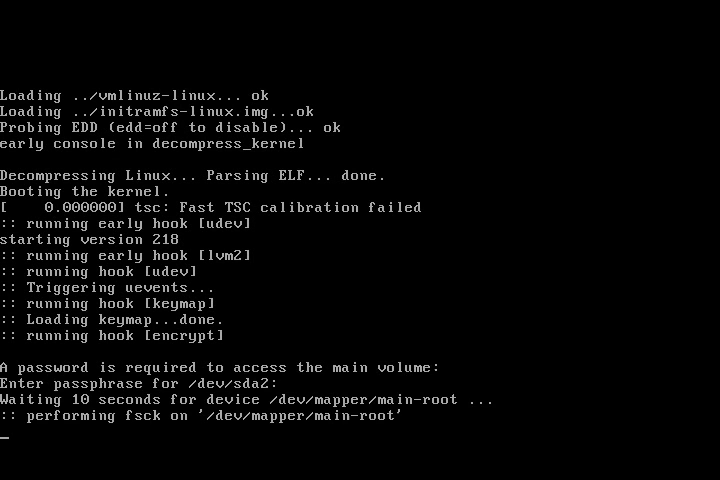 Loading ../vmlinuz-linux... ok
Loading ../initramfs-linux.img...ok
Probing EDD (edd=off to disable)... ok
early console in decompress_kernel
Decompressing Linux... Parsing ELF... done.
Booting the kernel.
[    0.000000] tsc: Fast TSC calibration failed
:: running early hook [udev]
starting version 218
:: running early hook [lvm2]
:: running hook [udev]
:: Triggering uevents...
:: running hook [keymap]
:: Loading keymap...done.
:: running hook [encrypt]
A password is required to access the main volume:
Enter passphrase for /dev/sda2:
Waiting 10 seconds for device /dev/mapper/main-root ...
:: performing fsck on '/dev/mapper/main-root'